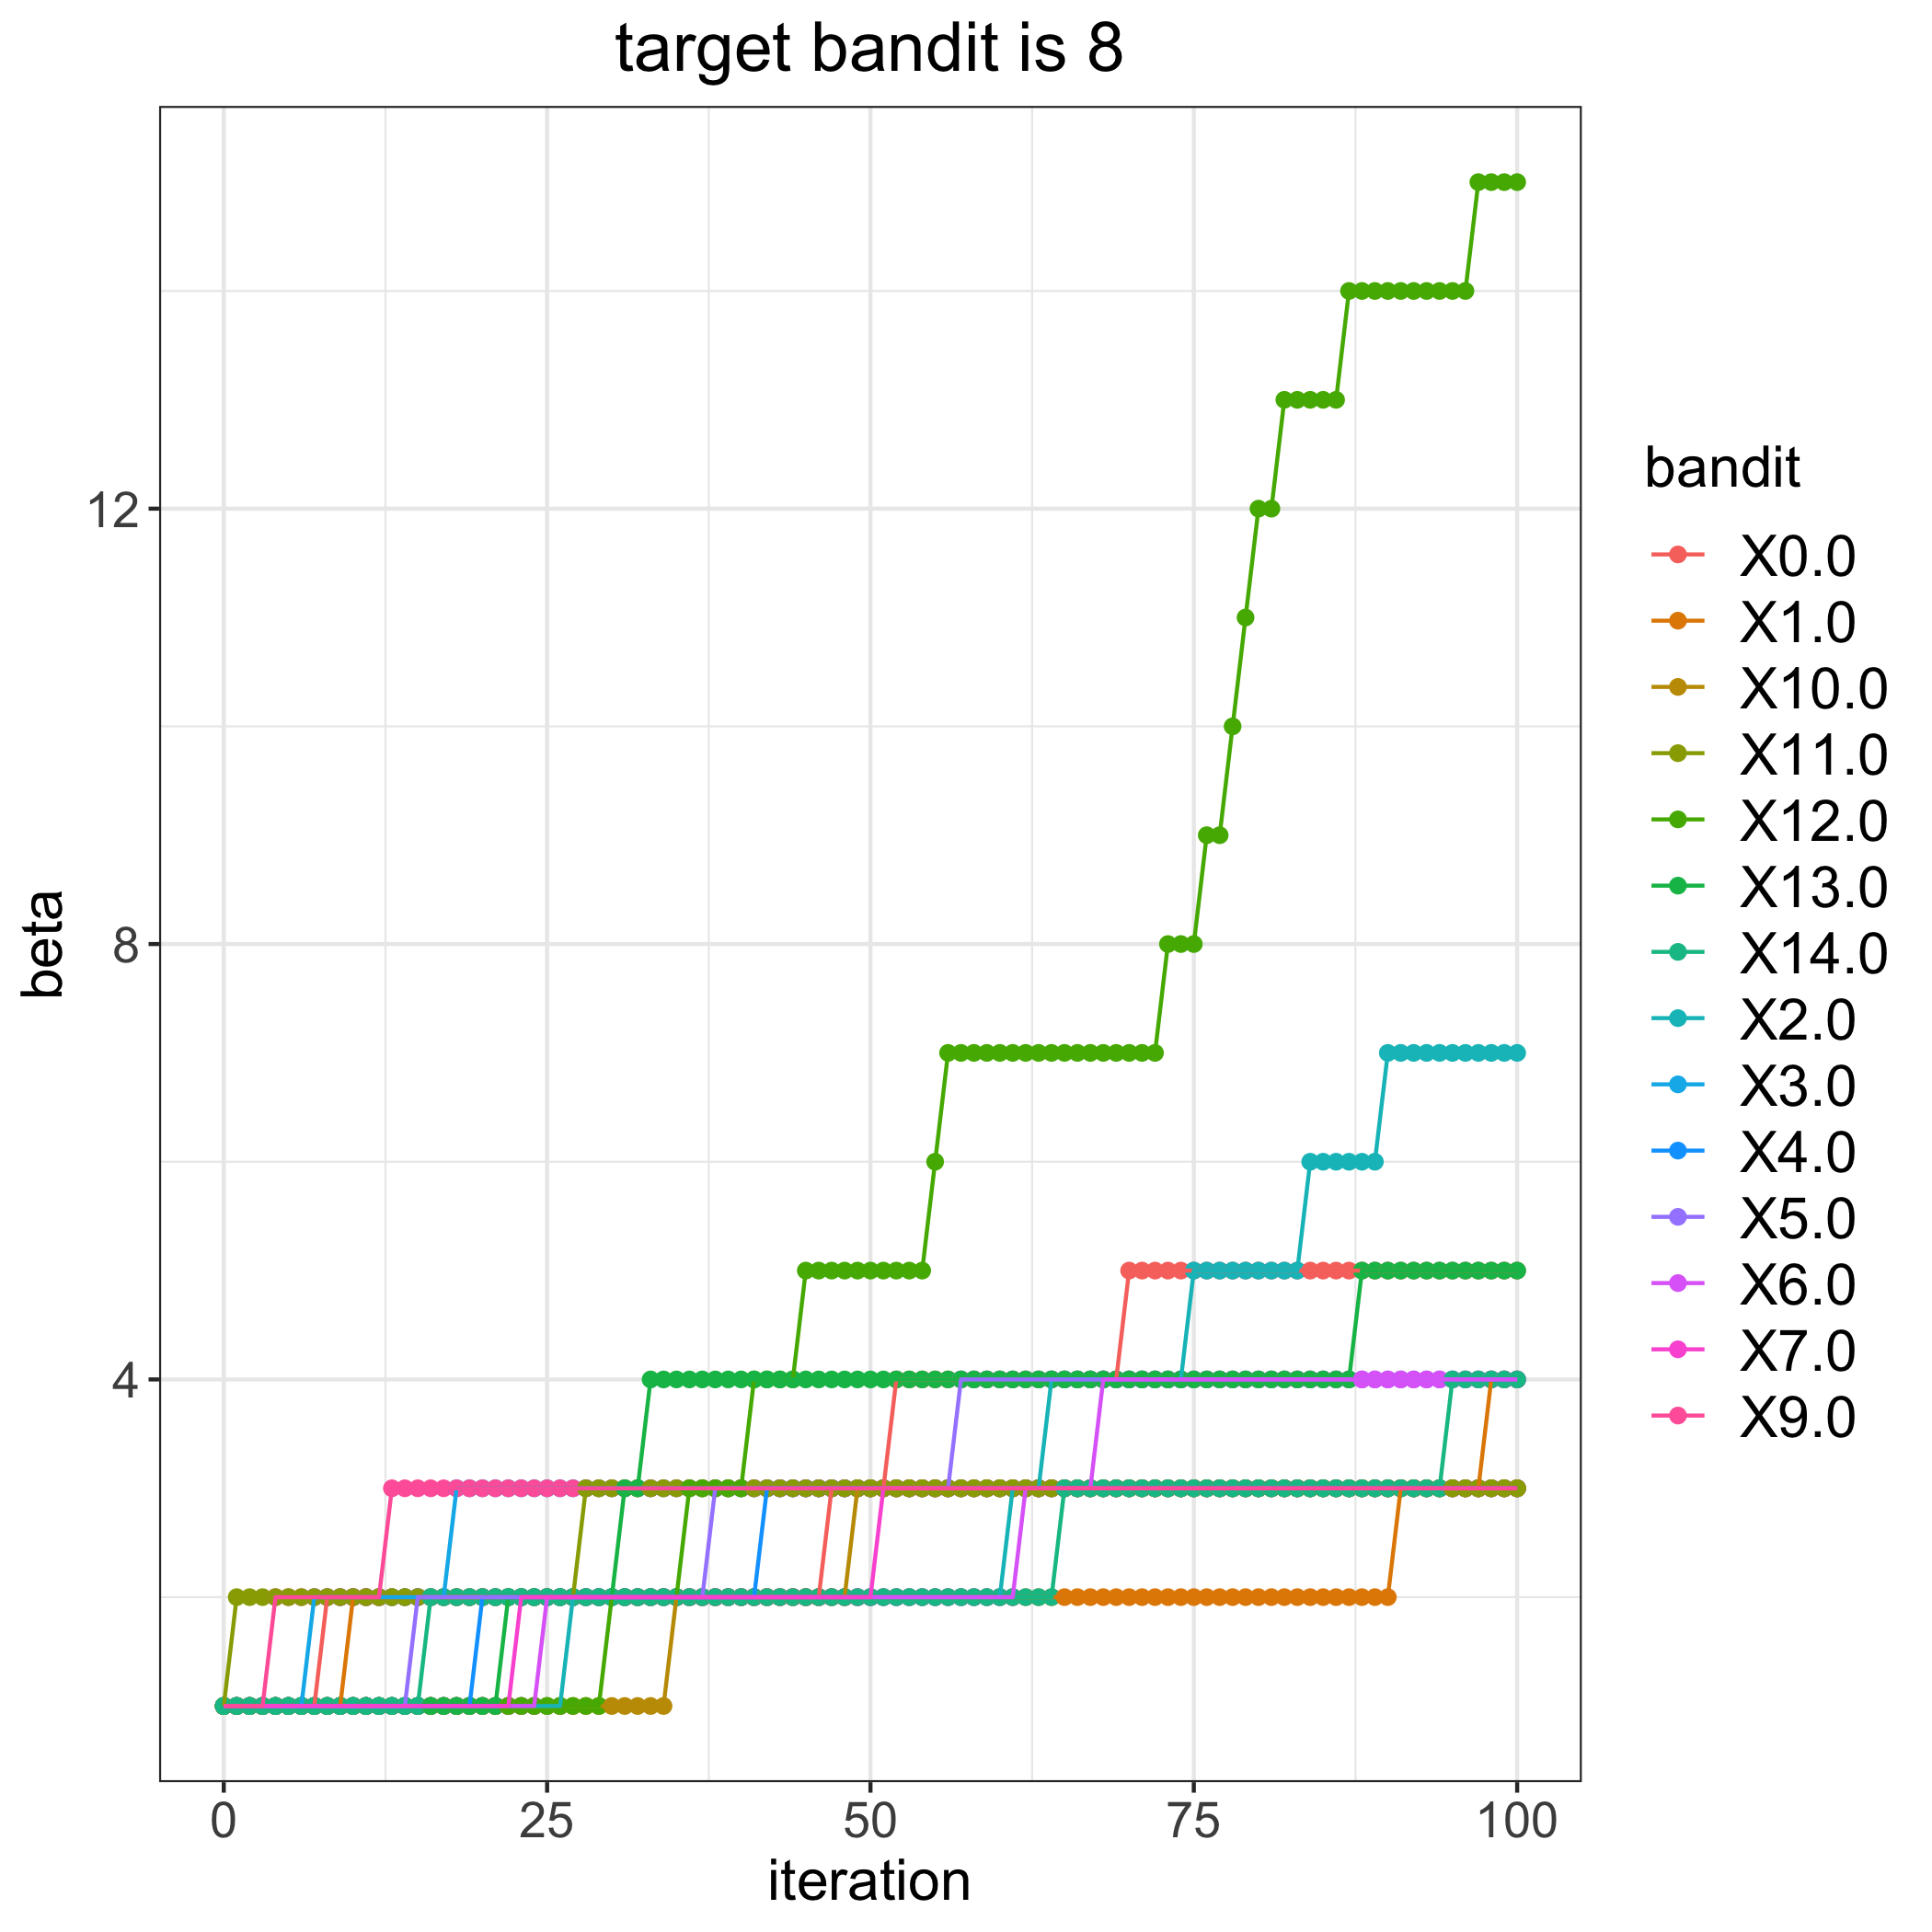 target bandit is 8
12
8
4
beta
0 25 50 75 100
iteration
bandit
X0.0
X1.0
X10.0
X11.0
X12.0
X13.0
X14.0
X2.0
X3.0
X4.0
X5.0
X6.0
X7.0
X9.0